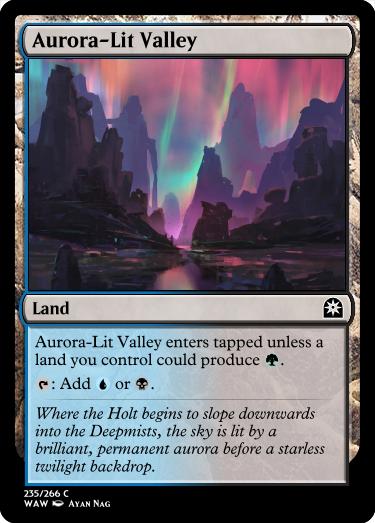 Aurora-Lit Valley
Land
Aurora-Lit Valley enters tapped unless a
land you control could produce .
: Add or .
Where the Holt begins to slope downwards
into the Deepmists, the sky is lit by a
brilliant, permanent aurora before a starless
twilight backdrop.
235/266 C
WAW Ayan Nag